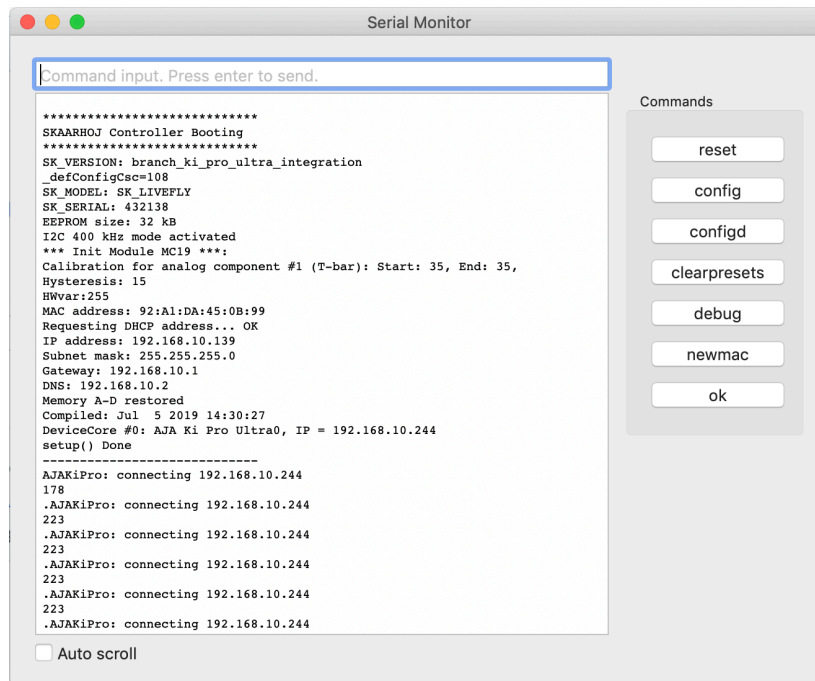 Serial Monitor
Command input. Press enter to send.
*****************************
SKAARHOJ Controller Booting
*****************************
SK_VERSION: branch_ki_pro_ultra_integration
_defConfigCsc=108
SK_MODEL: SK_LIVEFLY
SK_SERIAL: 432138
EEPROM size: 32 kB
I2C 400 kHz mode activated
*** Init Module MC19 ***:
Calibration for analog component #1 (T-bar): Start: 35, End: 35,
Hysteresis: 15
HWvar:255
MAC address: 92:A1:DA:45:0B:99
Requesting DHCP address... OK
IP address: 192.168.10.139
Subnet mask: 255.255.255.0
Gateway: 192.168.10.1
DNS: 192.168.10.2
Memory A-D restored
Compiled: Jul  5 2019 14:30:27
DeviceCore #0: AJA Ki Pro Ultra0, IP = 192.168.10.244
setup() Done
-----------------------------
AJAKiPro: connecting 192.168.10.244
178
.AJAKiPro: connecting 192.168.10.244
223
.AJAKiPro: connecting 192.168.10.244
223
.AJAKiPro: connecting 192.168.10.244
223
.AJAKiPro: connecting 192.168.10.244
223
.AJAKiPro: connecting 192.168.10.244
Auto scroll
Commands
reset
config
configd
clearpresets
debug
newmac
ok